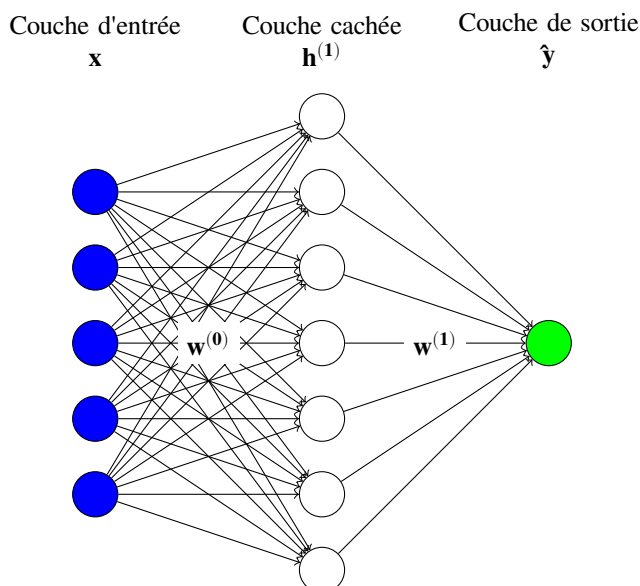 Couche d'entrée
x
Couche cachée
h(1)
Couche de sortie
ŷ
w(0)
w(1)